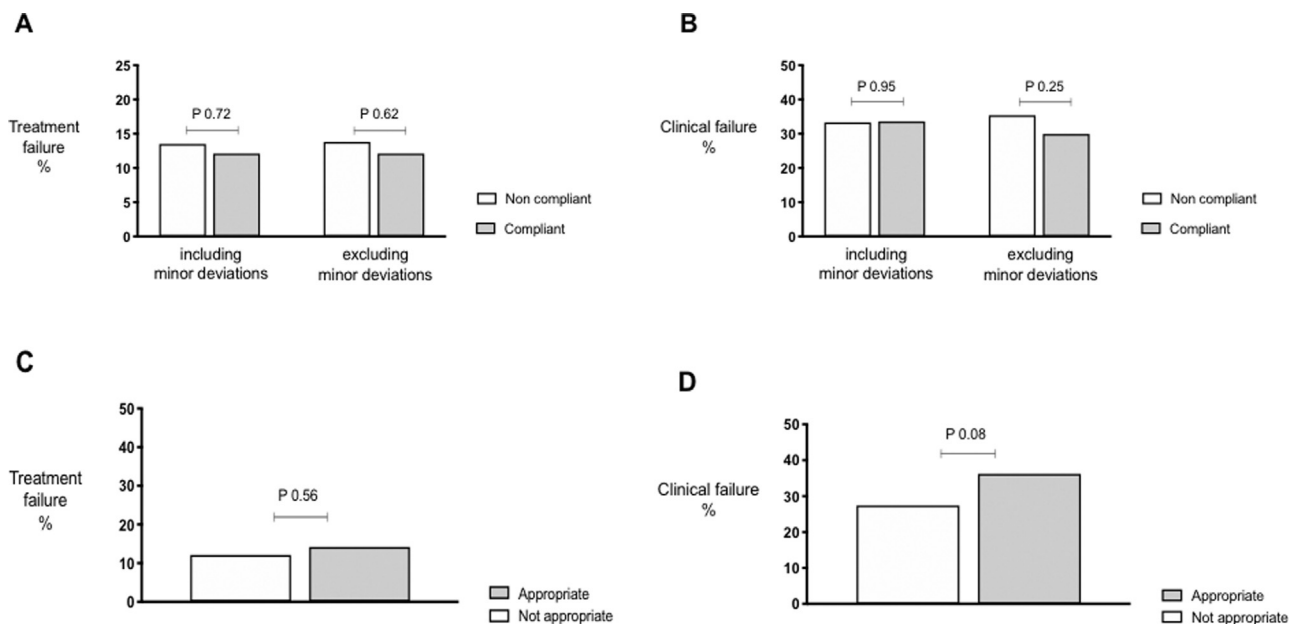 A
Treatment
failure
%
25
20
15
10
5
0
P 0.72
P 0.62
including
minor deviations
excluding
minor deviations
Non compliant
Compliant
B
Clinical failure
%
50
40
30
20
10
0
P 0.95
P 0.25
including
minor deviations
excluding
minor deviations
Non compliant
Compliant
C
Treatment
failure
%
50
40
30
20
10
0
P 0.56
Appropriate
Not appropriate
D
Clinical failure
%
50
40
30
20
10
0
P 0.08
Appropriate
Not appropriate